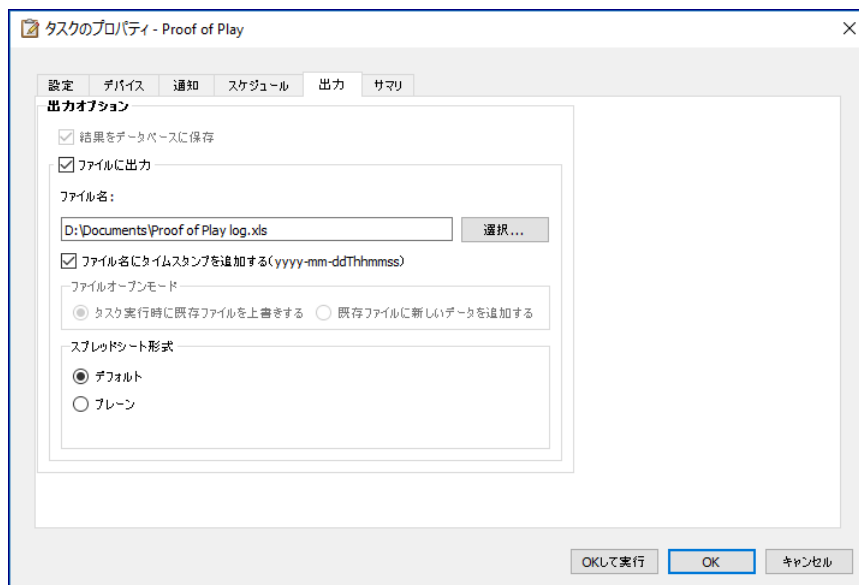 タスクのプロパティ - Proof of Play
設定 デバイス 通知 スケジュール 出力 サマリ
出力オプション
結果をデータベースに保存
ファイルに出力
ファイル名:
D:\Documents\Proof of Play log.xls 選択...
ファイル名にタイムスタンプを追加する(yyyy-mm-ddThhmmss)
ファイルオープンモード
タスク実行時に既存ファイルを上書きする 既存ファイルに新しいデータを追加する
スプレッドシート形式
デフォルト
プレーン
OKして実行 OK キャンセル